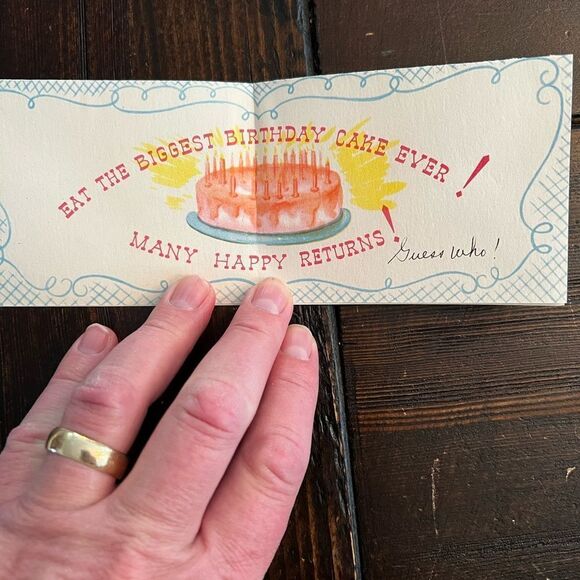 EAT THE BIGGEST BIRTHDAY CAKE EVER!
MANY HAPPY RETURNS!
Guess Who!